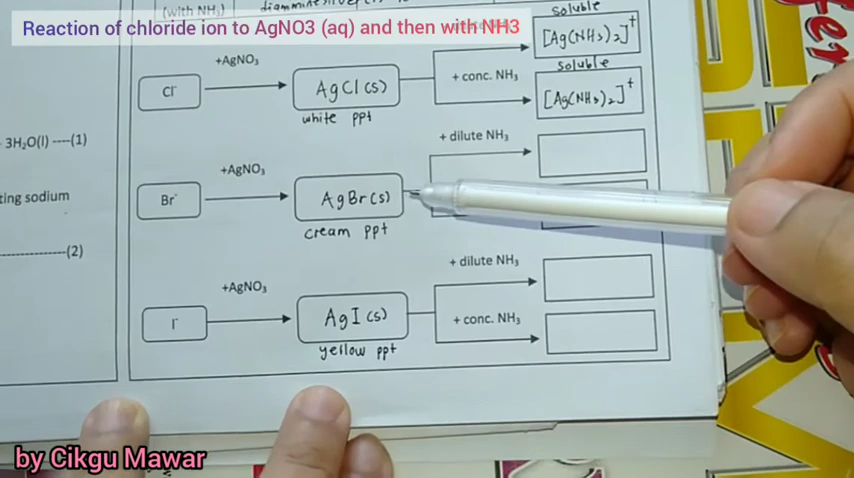 (with NH3)
Reaction of chloride ion to AgNO3 (aq) and then with NH3
soluble
[Ag(NH3)2]+
+AgNO3
Cl-
AgCl(s)
white ppt
+ conc. NH3
soluble
[Ag(NH3)2]+
3H2O(l) ----(1)
+ dilute NH3
+AgNO3
ting sodium
Br-
AgBr(s)
cream ppt
(2)
+ dilute NH3
+AgNO3
I-
AgI(s)
yellow ppt
+ conc. NH3
by Cikgu Mawar